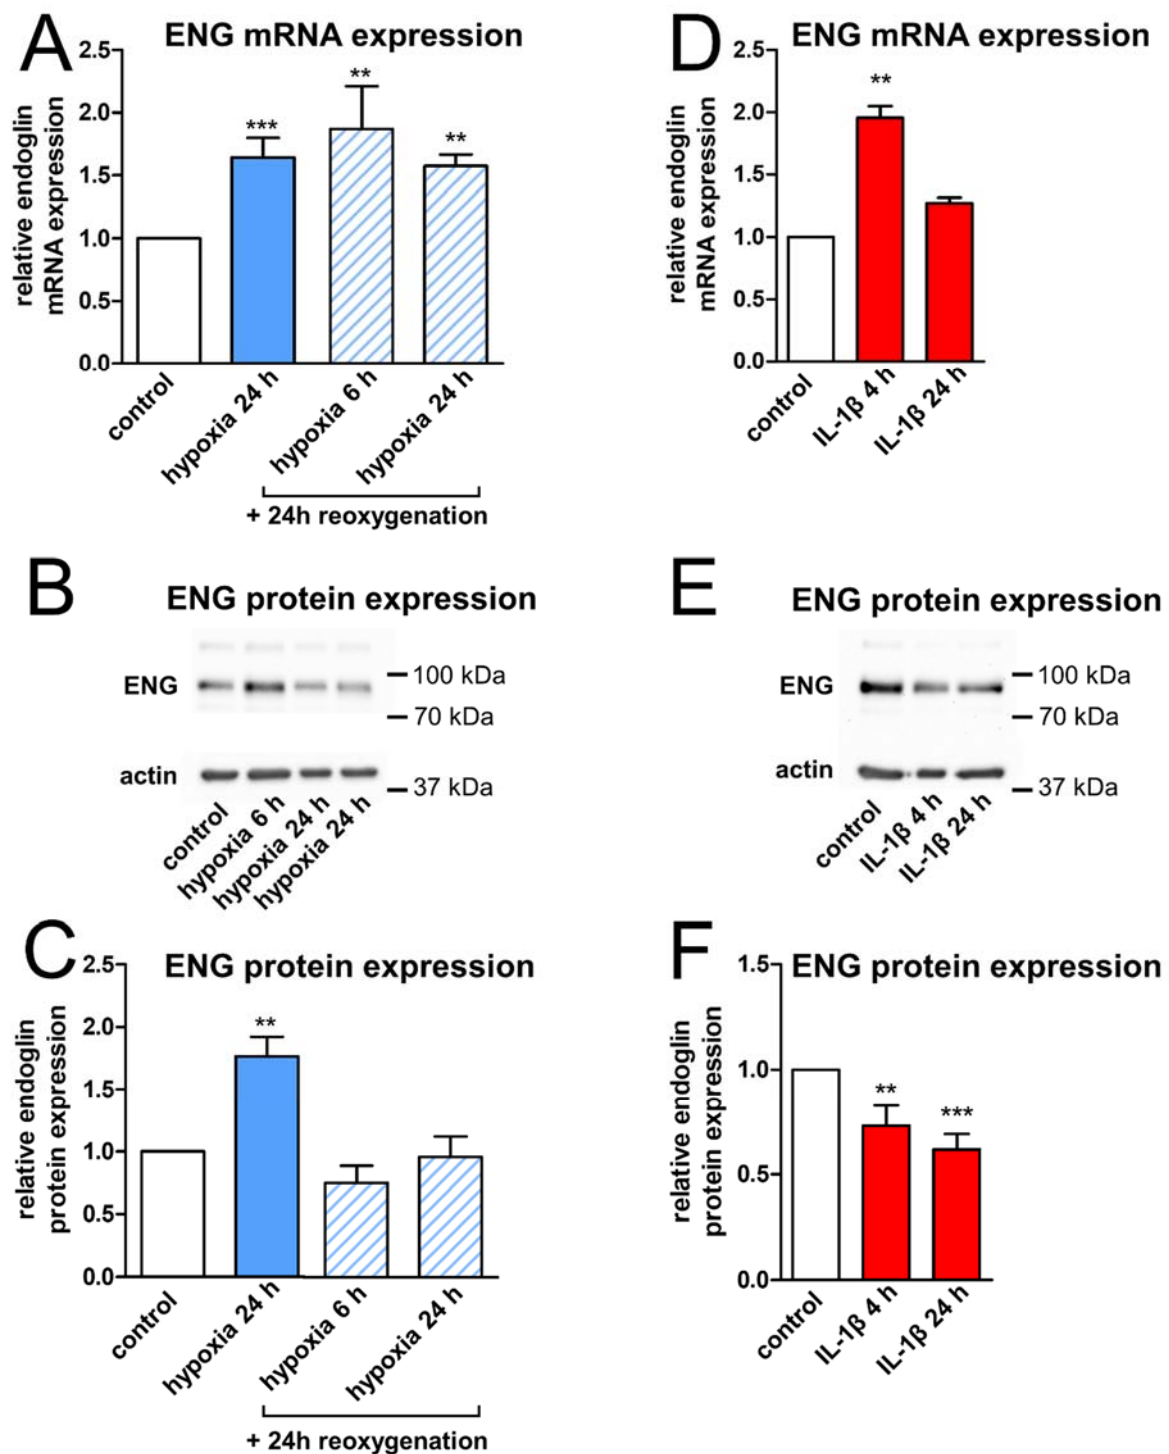 A
ENG mRNA expression
relative endoglin
mRNA expression
2.5
2.0
1.5
1.0
0.5
0.0
***
**
**
control
hypoxia 24 h
hypoxia 6 h
hypoxia 24 h
+ 24h reoxygenation
D
ENG mRNA expression
relative endoglin
mRNA expression
2.5
2.0
1.5
1.0
0.5
0.0
**
control
IL-1β 4 h
IL-1β 24 h
B
ENG protein expression
ENG
100 kDa
70 kDa
actin
37 kDa
control
hypoxia 6 h
hypoxia 24 h
hypoxia 24 h
E
ENG protein expression
ENG
100 kDa
70 kDa
actin
37 kDa
control
IL-1β 4 h
IL-1β 24 h
C
ENG protein expression
relative endoglin
protein expression
2.5
2.0
1.5
1.0
0.5
0.0
**
control
hypoxia 24 h
hypoxia 6 h
hypoxia 24 h
+ 24h reoxygenation
F
ENG protein expression
relative endoglin
protein expression
1.5
1.0
0.5
0.0
**
***
control
IL-1β 4 h
IL-1β 24 h